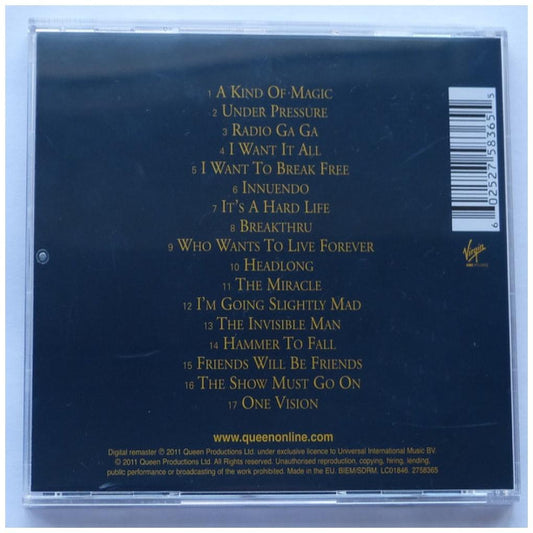 1 A Kind Of Magic
2 Under Pressure
3 Radio Ga Ga
4 I Want It All
5 I Want To Break Free
6 Innuendo
7 It's A Hard Life
8 Breakthru
9 Who Wants To Live Forever
10 Headlong
11 The Miracle
12 I'm Going Slightly Mad
13 The Invisible Man
14 Hammer To Fall
15 Friends Will Be Friends
16 The Show Must Go On
17 One Vision
www.queenonline.com
Digital remaster ℗ 2011 Queen Productions Ltd. under exclusive licence to Universal International Music BV.
© 2011 Queen Productions Ltd. All Rights reserved. Unauthorised reproduction, copying, hiring, lending,
public performance or broadcasting of the work prohibited. Made in the EU. BIEM/SDRM. LC01846. 2758365
6 02527 58365 5
Virgin